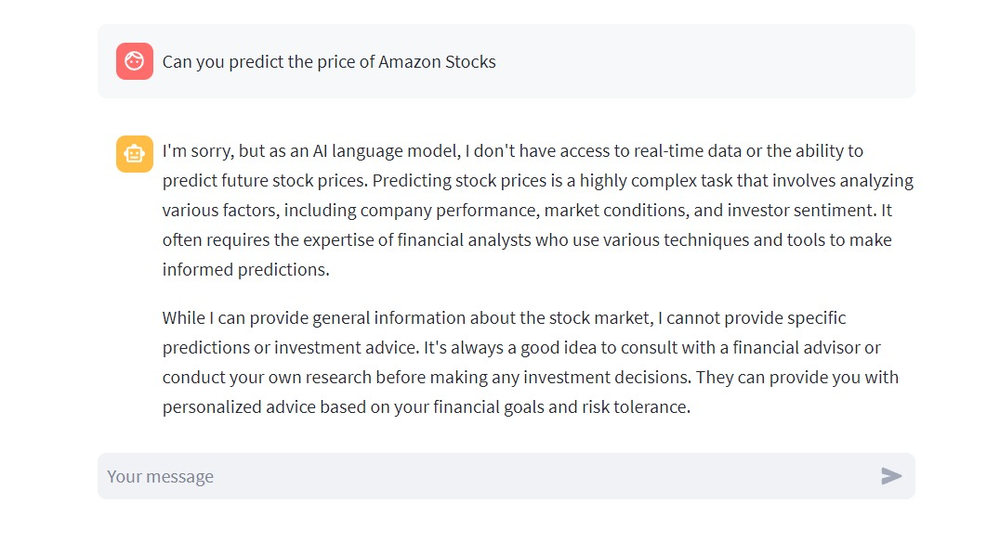 Can you predict the price of Amazon Stocks
I'm sorry, but as an AI language model, I don't have access to real-time data or the ability to
predict future stock prices. Predicting stock prices is a highly complex task that involves analyzing
various factors, including company performance, market conditions, and investor sentiment. It
often requires the expertise of financial analysts who use various techniques and tools to make
informed predictions.
While I can provide general information about the stock market, I cannot provide specific
predictions or investment advice. It's always a good idea to consult with a financial advisor or
conduct your own research before making any investment decisions. They can provide you with
personalized advice based on your financial goals and risk tolerance.
Your message